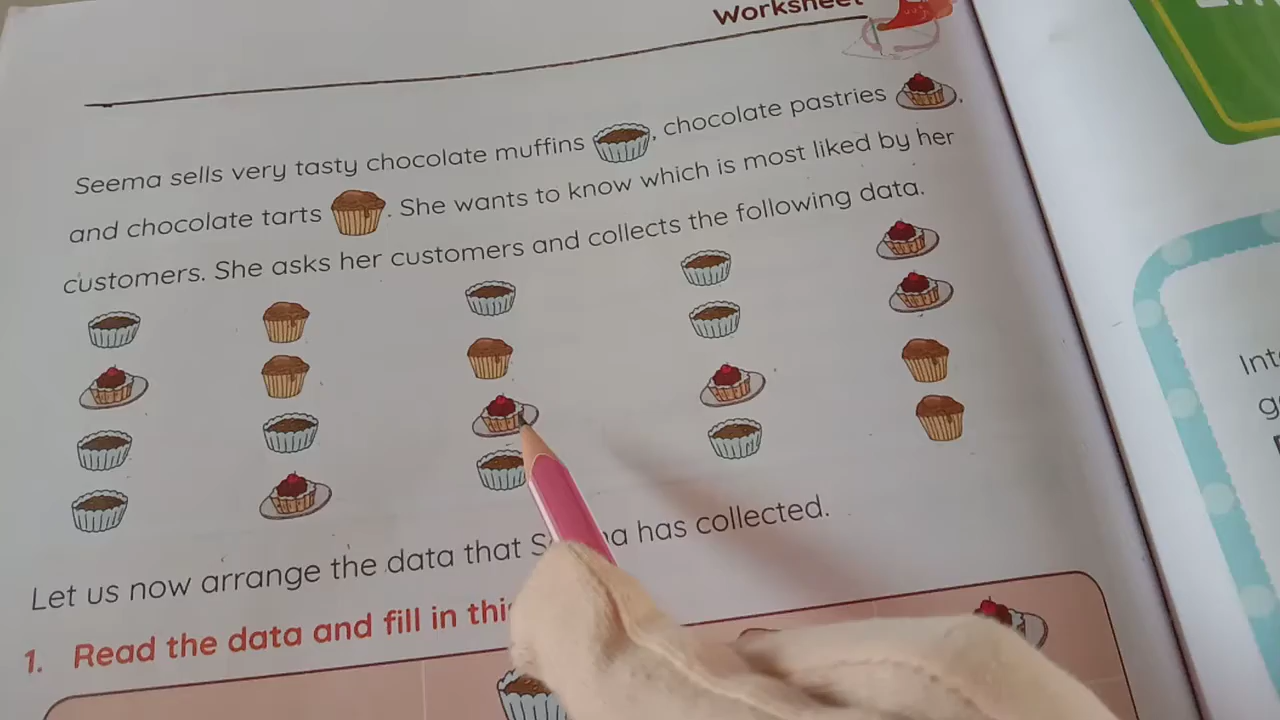 Worksheet
Seema sells very tasty chocolate muffins , chocolate pastries ,
and chocolate tarts . She wants to know which is most liked by her
customers. She asks her customers and collects the following data.
Let us now arrange the data that has collected.
1. Read the data and fill in